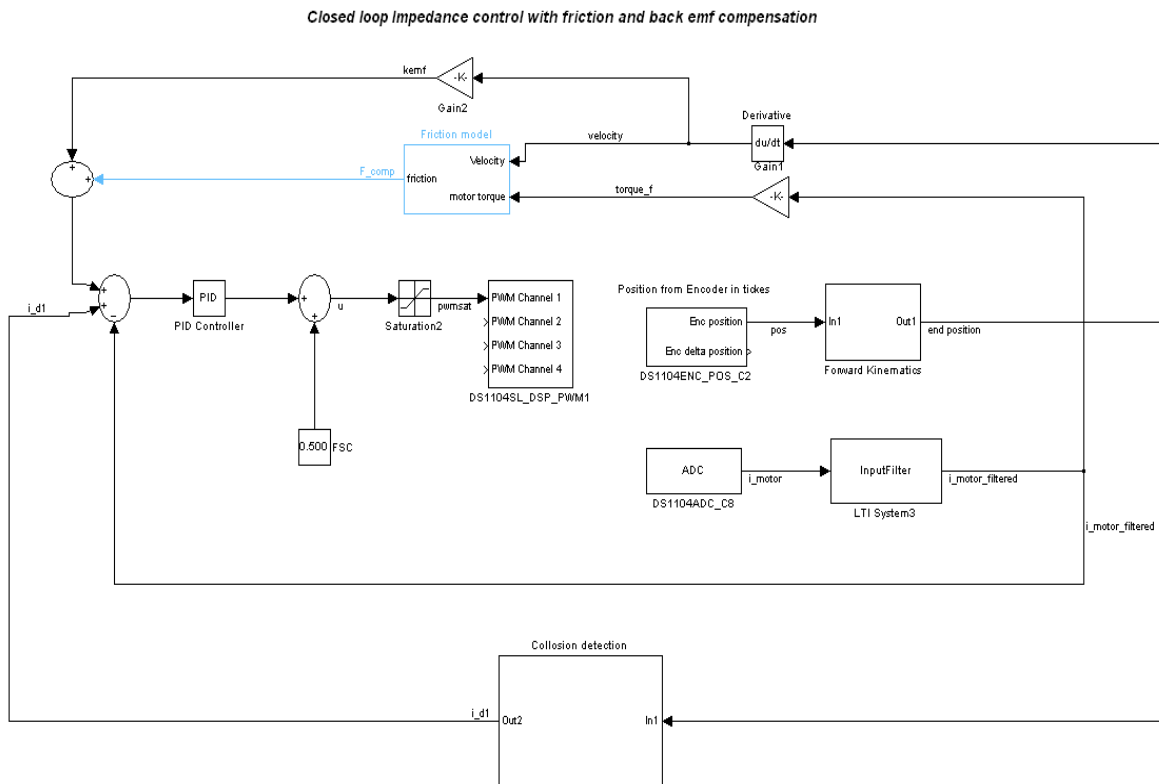 Closed loop Impedance control with friction and back emf compensation
kemf
-K-
Gain2
Derivative
du/dt
Gain1
velocity
Friction model
Velocity
friction
motor torque
F_comp
torque_f
-K-
+
+
+
+
−
i_d1
PID
PID Controller
+
+
u
Saturation2
pwmsat
PWM Channel 1
PWM Channel 2
PWM Channel 3
PWM Channel 4
DS1104SL_DSP_PWM1
0.500
FSC
Position from Encoder in tickes
Enc position
Enc delta position
DS1104ENC_POS_C2
pos
In1
Out1
Forward Kinematics
end position
ADC
DS1104ADC_C8
i_motor
InputFilter
LTI System3
i_motor_filtered
i_motor_filtered
Collosion detection
i_d1
Out2
In1